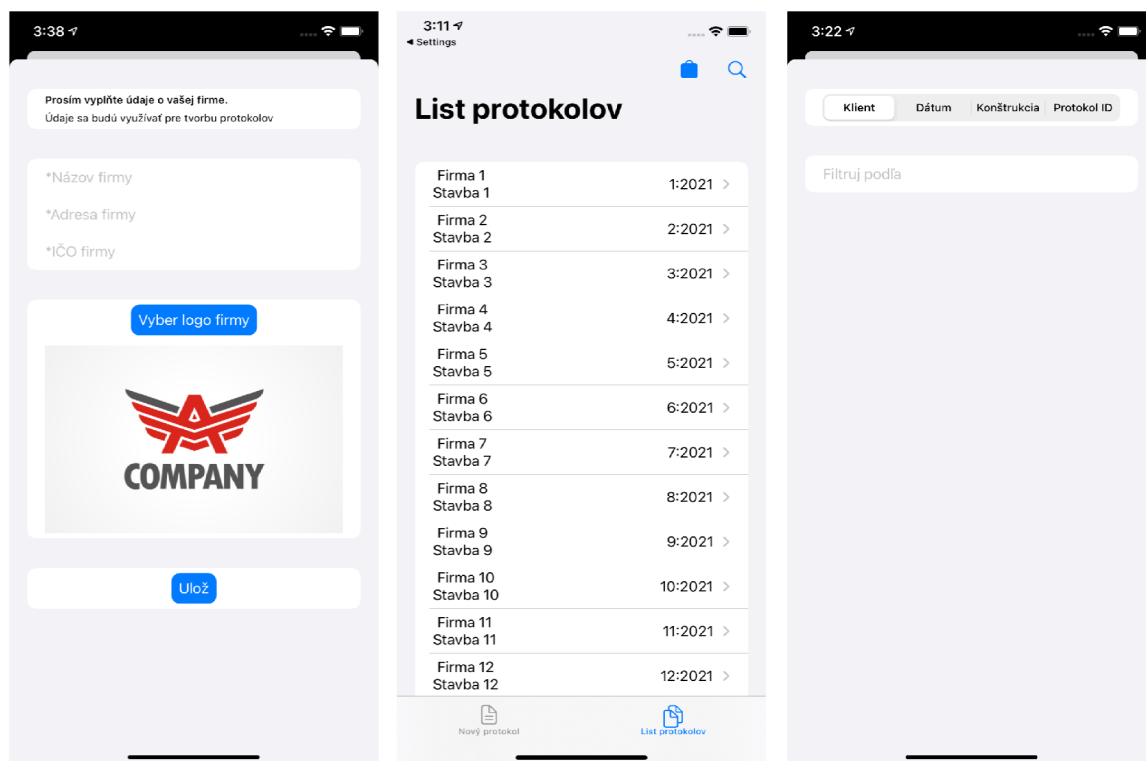 3:38
Prosím vyplňte údaje o vašej firme.
Údaje sa budú využívať pre tvorbu protokolov
*Názov firmy
*Adresa firmy
*IČO firmy
Vyber logo firmy
COMPANY
Ulož
3:11
Settings
List protokolov
Firma 1
Stavba 1
1:2021
Firma 2
Stavba 2
2:2021
Firma 3
Stavba 3
3:2021
Firma 4
Stavba 4
4:2021
Firma 5
Stavba 5
5:2021
Firma 6
Stavba 6
6:2021
Firma 7
Stavba 7
7:2021
Firma 8
Stavba 8
8:2021
Firma 9
Stavba 9
9:2021
Firma 10
Stavba 10
10:2021
Firma 11
Stavba 11
11:2021
Firma 12
Stavba 12
12:2021
Nový protokol
List protokolov
3:22
Klient Dátum Konštrukcia Protokol ID
Filtruj podľa